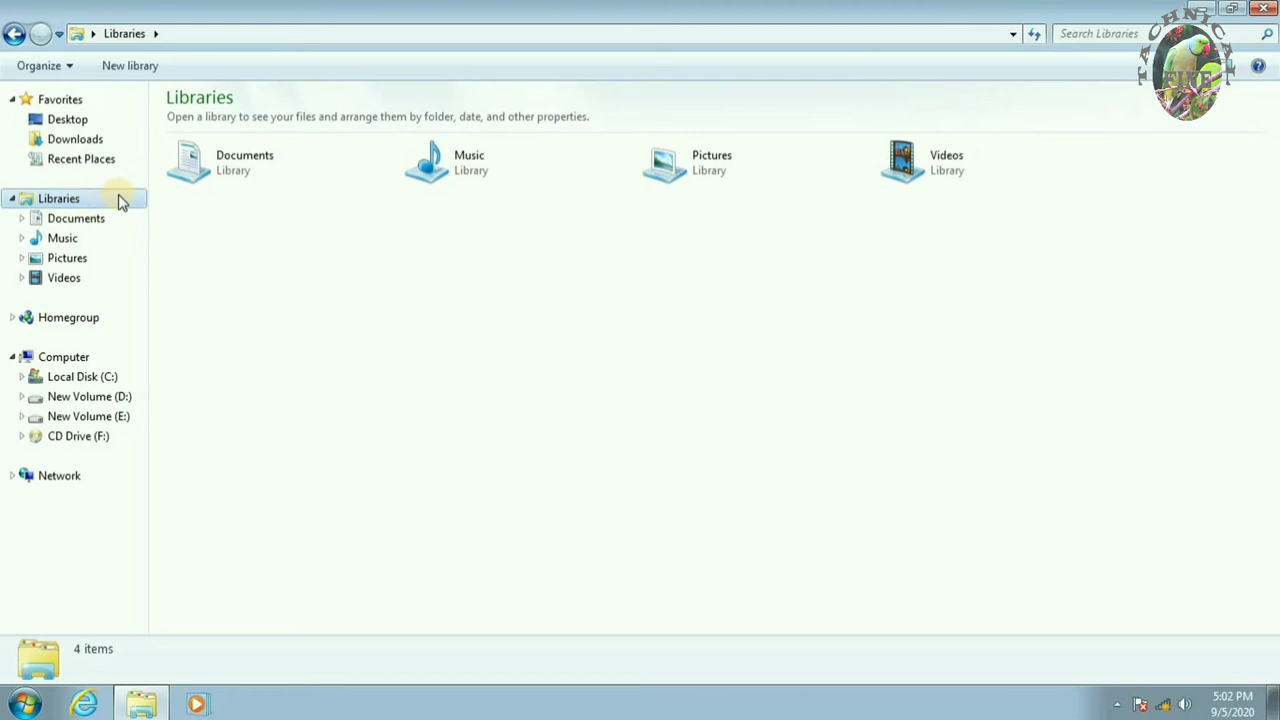 Libraries
Search Libraries
TACHNICAL
FIKE
Organize
New library
Favorites
Desktop
Downloads
Recent Places
Libraries
Documents
Music
Pictures
Videos
Homegroup
Computer
Local Disk (C:)
New Volume (D:)
New Volume (E:)
CD Drive (F:)
Network
Libraries
Open a library to see your files and arrange them by folder, date, and other properties.
Documents
Library
Music
Library
Pictures
Library
Videos
Library
4 items
5:02 PM
9/5/2020